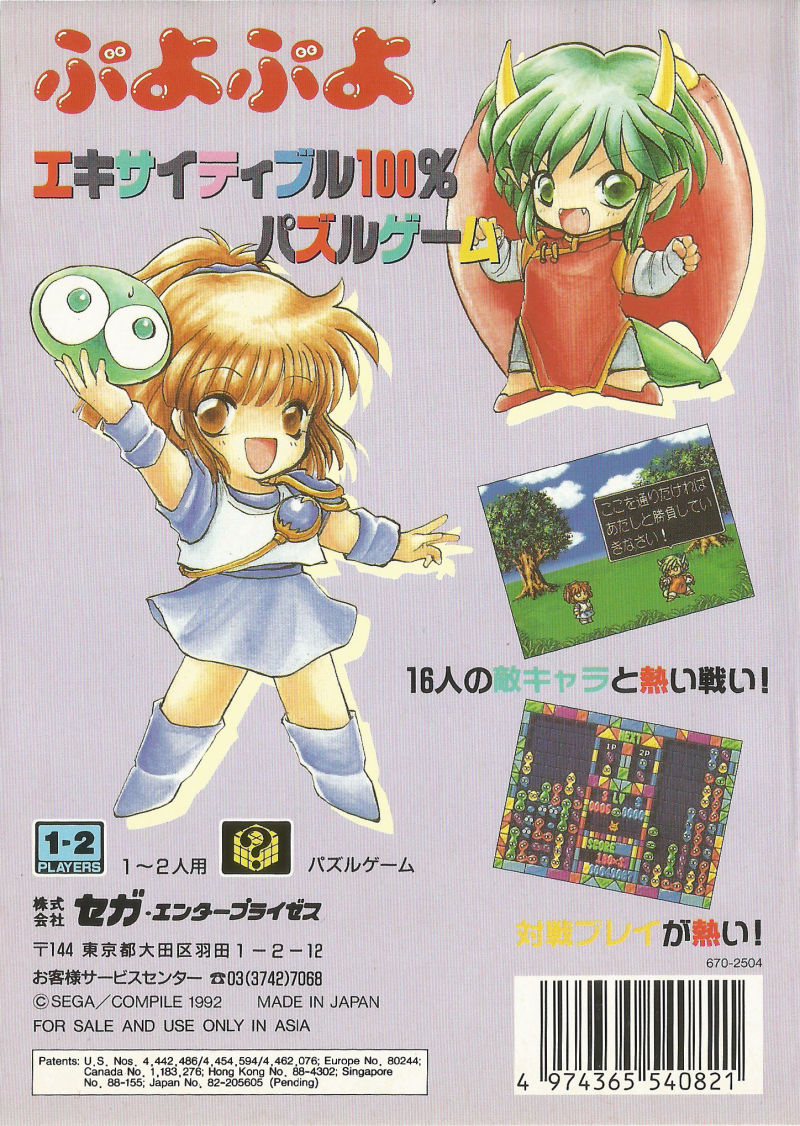 ぷよぷよ
エキサイティブル100%
パズルゲーム
ここを通りたければ
あたしと勝負してい
きなさい!
16人の敵キャラと熱い戦い!
NEXT
1P 2P
LV
SCORE
対戦プレイが熱い!
670-2504
1-2
PLAYERS
1～2人用
?
パズルゲーム
株式会社 セガ・エンタープライゼス
〒144 東京都大田区羽田1-2-12
お客様サービスセンター ☎03(3742)7068
©SEGA/COMPILE 1992 MADE IN JAPAN
FOR SALE AND USE ONLY IN ASIA
Patents: U.S. Nos. 4,442,486/4,454,594/4,462,076; Europe No. 80244;
Canada No. 1,183,276; Hong Kong No. 88-4302; Singapore
No. 88-155; Japan No. 82-205605 (Pending)
4 974365 540821